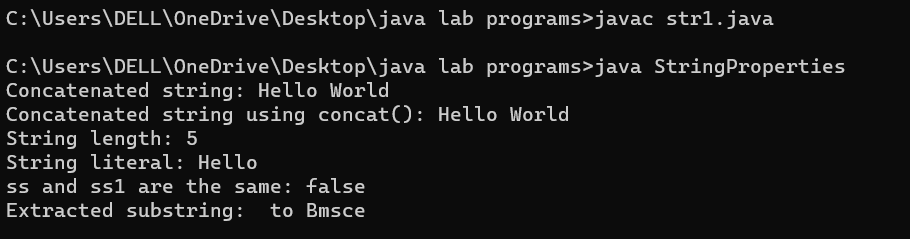 C:\Users\DELL\OneDrive\Desktop\java lab programs>javac str1.java
C:\Users\DELL\OneDrive\Desktop\java lab programs>java StringProperties
Concatenated string: Hello World
Concatenated string using concat(): Hello World
String length: 5
String literal: Hello
ss and ss1 are the same: false
Extracted substring:  to Bmsce